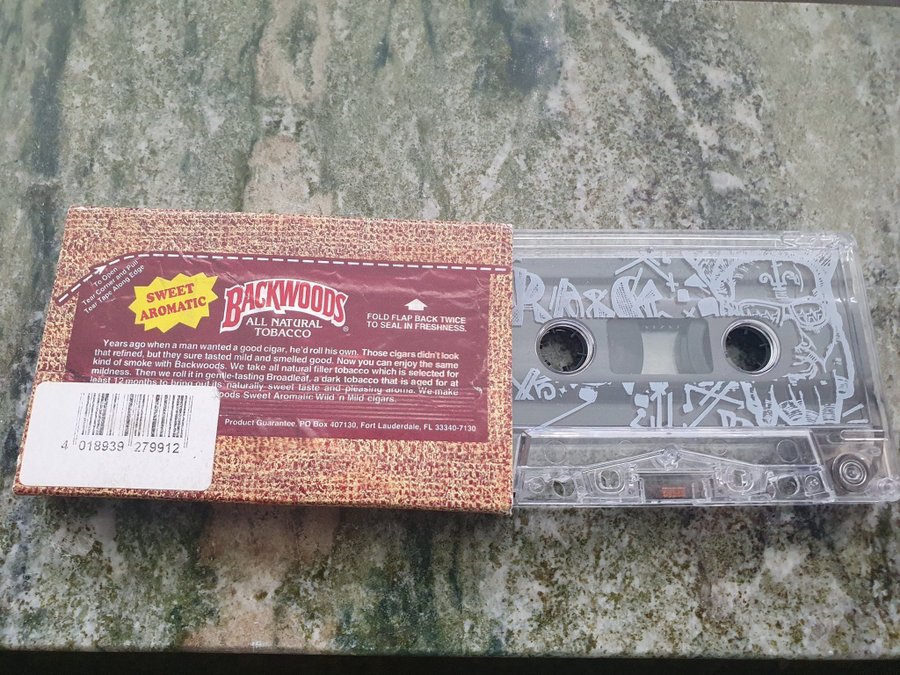 To Open
Tear Corner and Pull
Tear Tape Along Edge
SWEET
AROMATIC
BACKWOODS
ALL NATURAL
TOBACCO
®
FOLD FLAP BACK TWICE
TO SEAL IN FRESHNESS.
Years ago when a man wanted a good cigar, he'd roll his own. Those cigars didn't look
that refined, but they sure tasted mild and smelled good. Now you can enjoy the same
kind of smoke with Backwoods. We take all natural filler tobacco which is selected for
mildness. Then we roll it in gentle-tasting Broadleaf, a dark tobacco that is aged for at
least 12 months to bring out its naturally sweet taste and pleasing aroma. We make
oods Sweet Aromatic Wild 'n Mild cigars.
Product Guarantee, PO Box 407130, Fort Lauderdale, FL 33340-7130
4 018939 279912